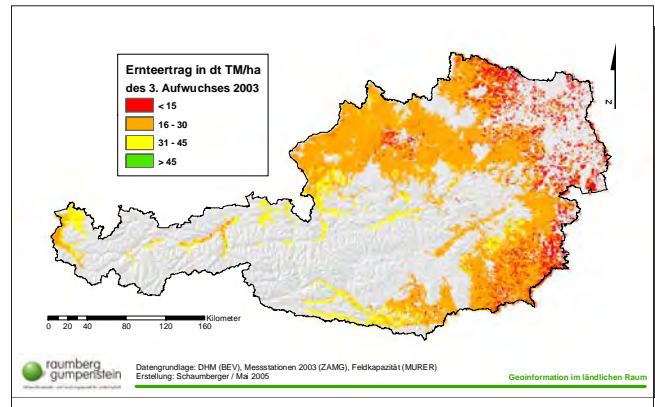 Ernteertrag in dt TM/ha
des 3. Aufwuchses 2003
< 15
16 - 30
31 - 45
> 45
N
Kilometer
0 20 40 80 120 160
raumberg
gumpenstein
Datengrundlage: DHM (BEV), Messstationen 2003 (ZAMG), Feldkapazität (MURER)
Erstellung: Schaumberger / Mai 2005
Geoinformation im ländlichen Raum